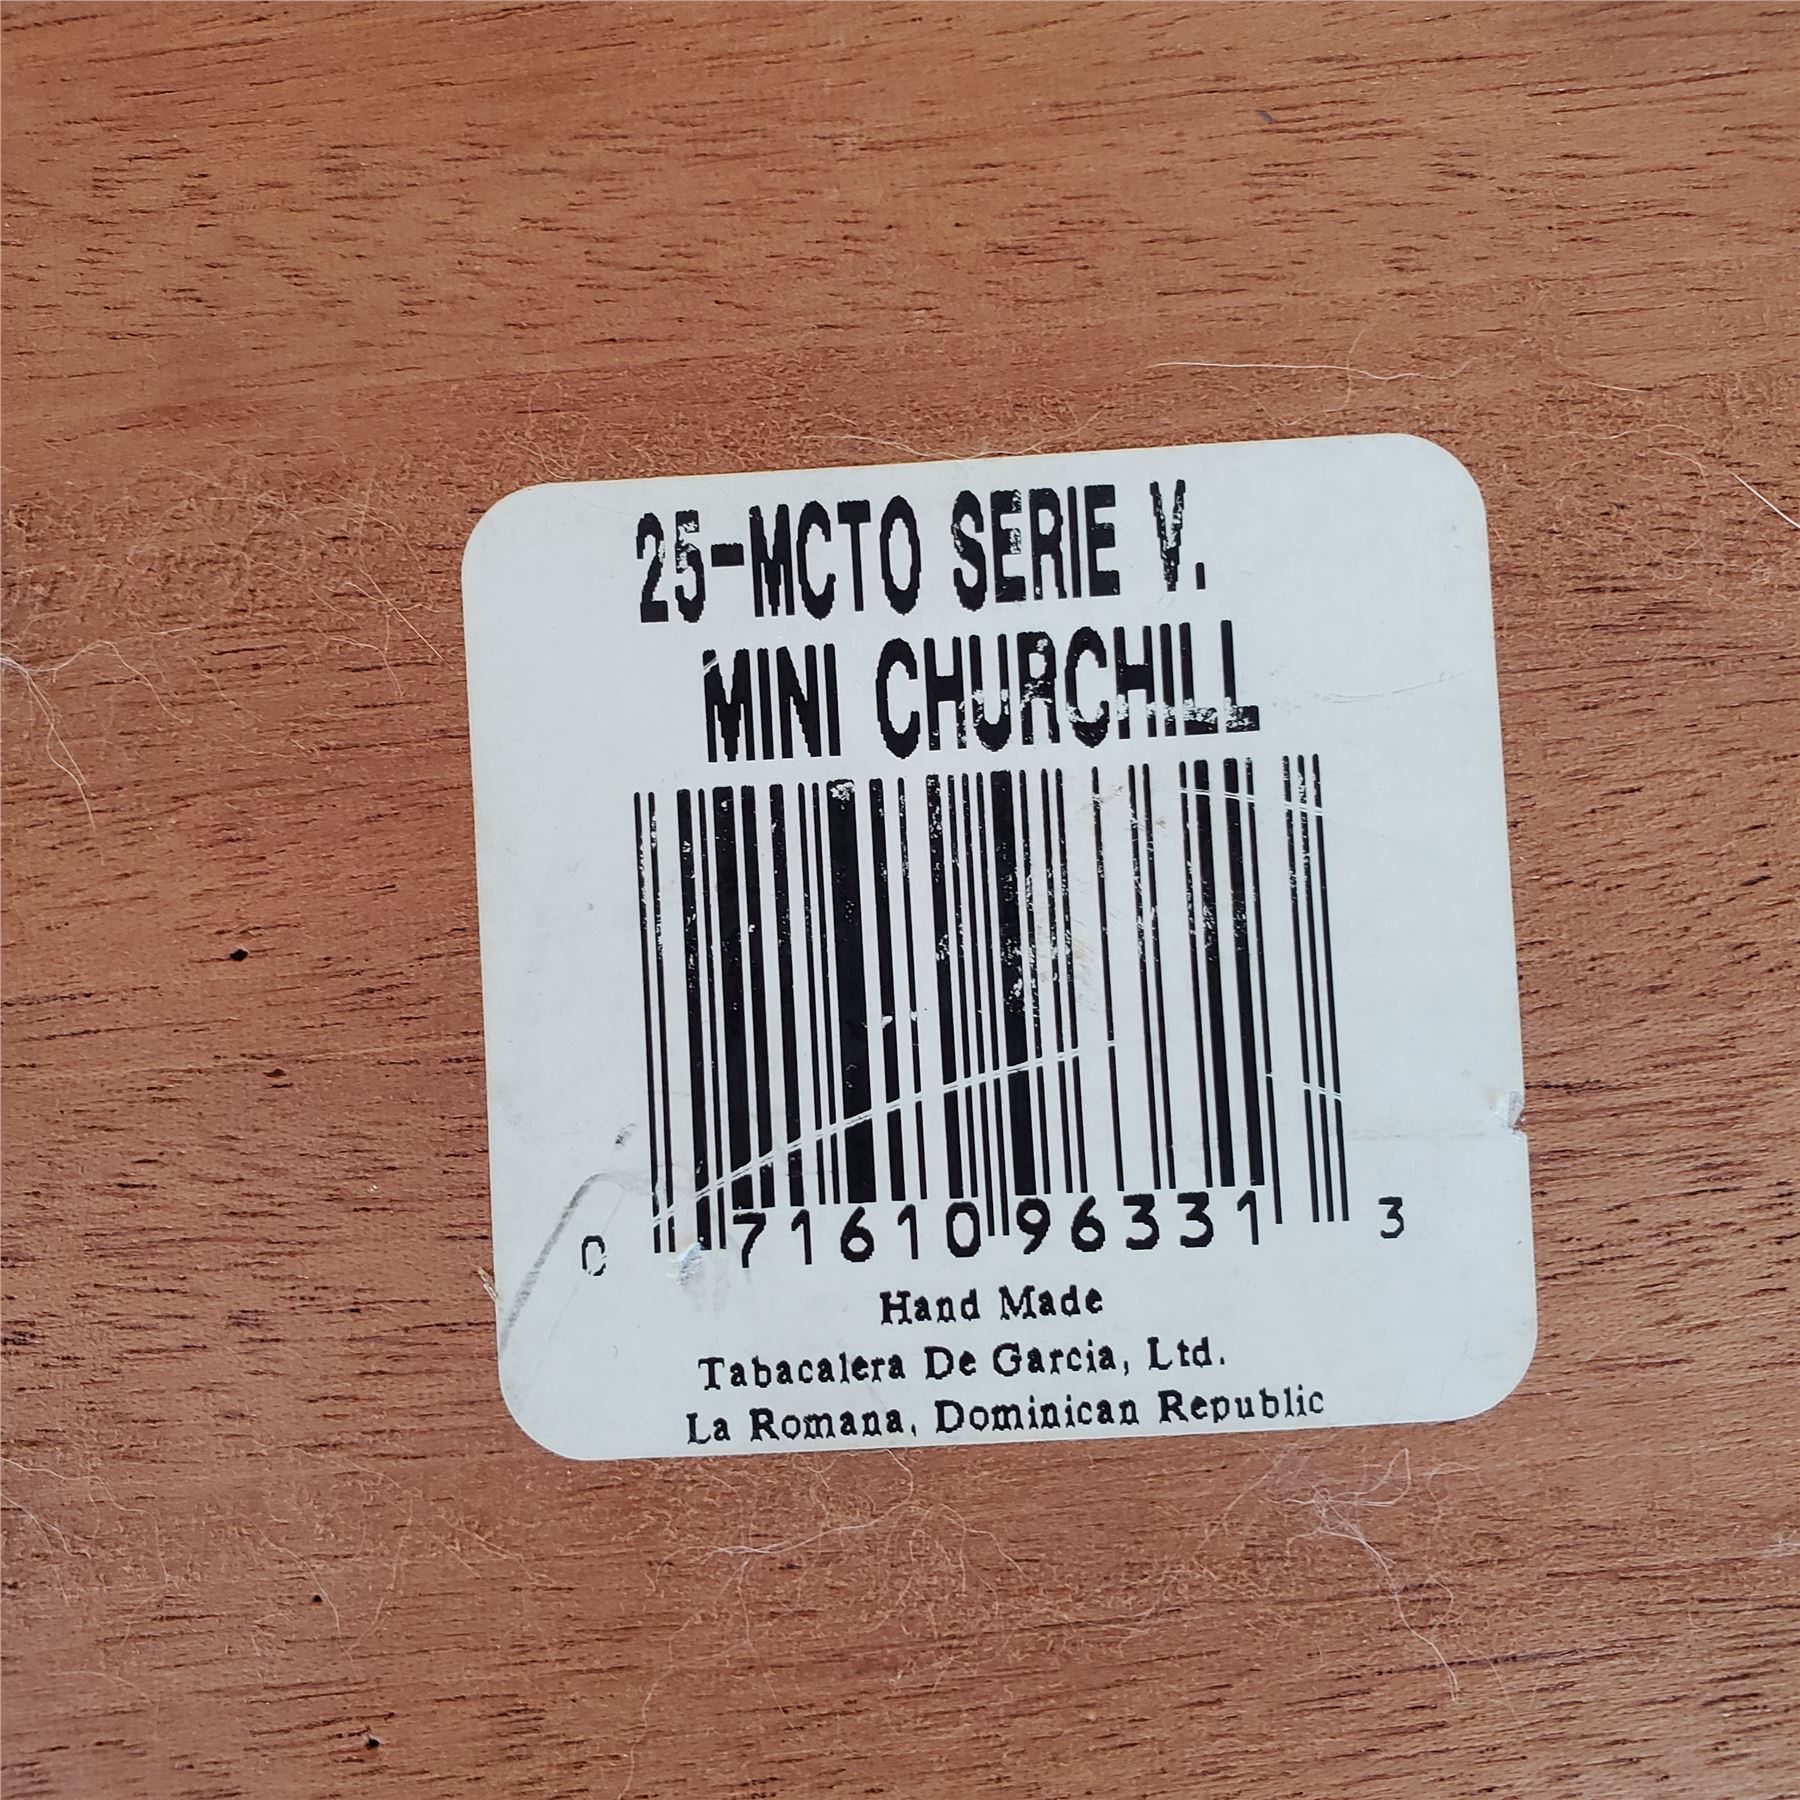 25-MCTO SERIE V.
MINI CHURCHILL
0 71610 96331 3
Hand Made
Tabacalera De Garcia, Ltd.
La Romana, Dominican Republic